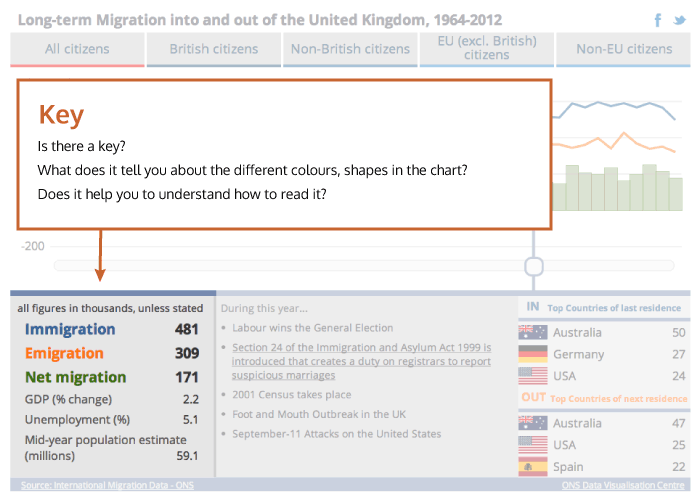 Long-term Migration into and out of the United Kingdom, 1964-2012
All citizens
British citizens
Non-British citizens
EU (excl. British)
citizens
Non-EU citizens
Key
Is there a key?
What does it tell you about the different colours, shapes in the chart?
Does it help you to understand how to read it?
-200
all figures in thousands, unless stated
Immigration 481
Emigration 309
Net migration 171
GDP (% change) 2.2
Unemployment (%) 5.1
Mid-year population estimate
(millions) 59.1
During this year...
Labour wins the General Election
Section 24 of the Immigration and Asylum Act 1999 is
introduced that creates a duty on registrars to report
suspicious marriages
2001 Census takes place
Foot and Mouth Outbreak in the UK
September-11 Attacks on the United States
IN Top Countries of last residence
Australia 50
Germany 27
USA 24
OUT Top Countries of next residence
Australia 47
USA 25
Spain 22
Source: International Migration Data - ONS
ONS Data Visualisation Centre